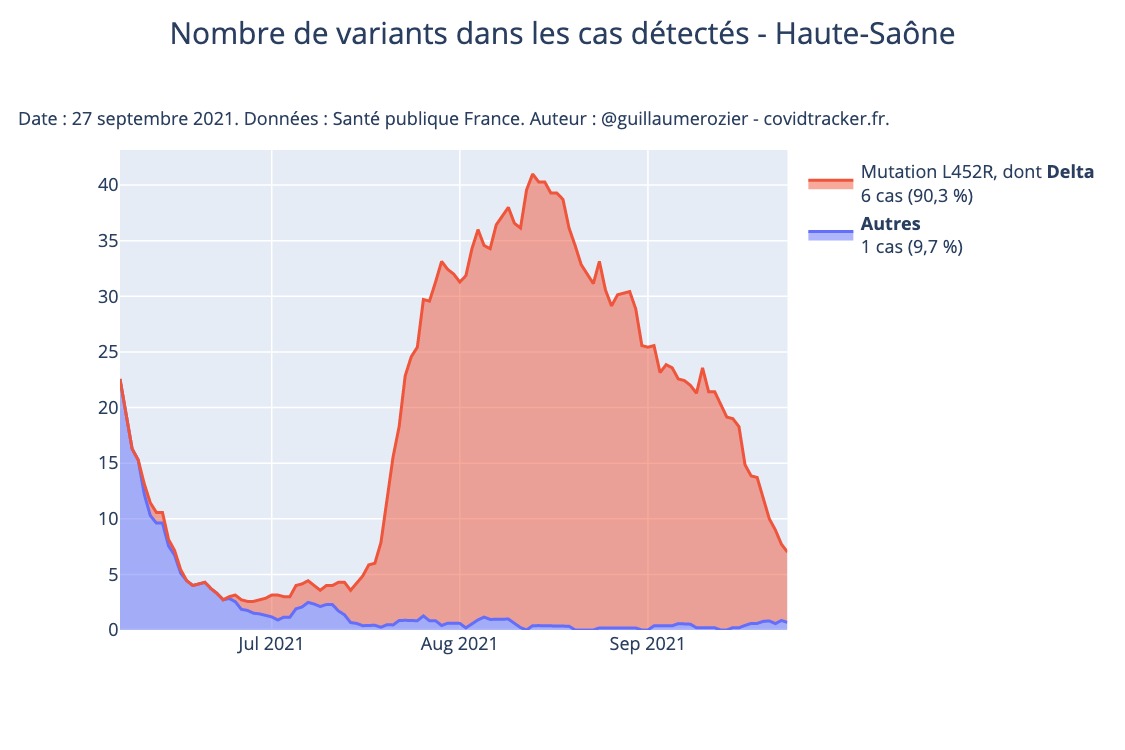 Nombre de variants dans les cas détectés - Haute-Saône
Date : 27 septembre 2021. Données : Santé publique France. Auteur : @guillaumerozier - covidtracker.fr.
Mutation L452R, dont Delta
6 cas (90,3 %)
Autres
1 cas (9,7 %)
40
35
30
25
20
15
10
5
0
Jul 2021
Aug 2021
Sep 2021